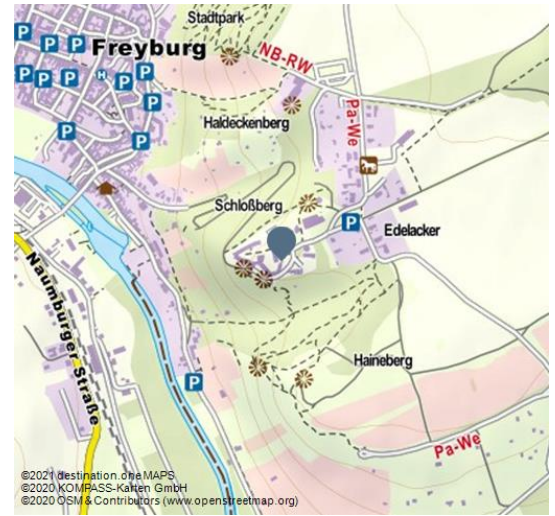 Stadtpark
Freyburg
NB-RW
P
P
P
P
P
P
P
H
P
P
P
Haldeckenberg
Pa-We
Schloßberg
P
Edelacker
Naumburger Straße
Haineberg
P
Pa-We
©2021 destination.one MAPS
©2020 KOMPASS-Karten GmbH
©2020 OSM & Contributors (www.openstreetmap.org)